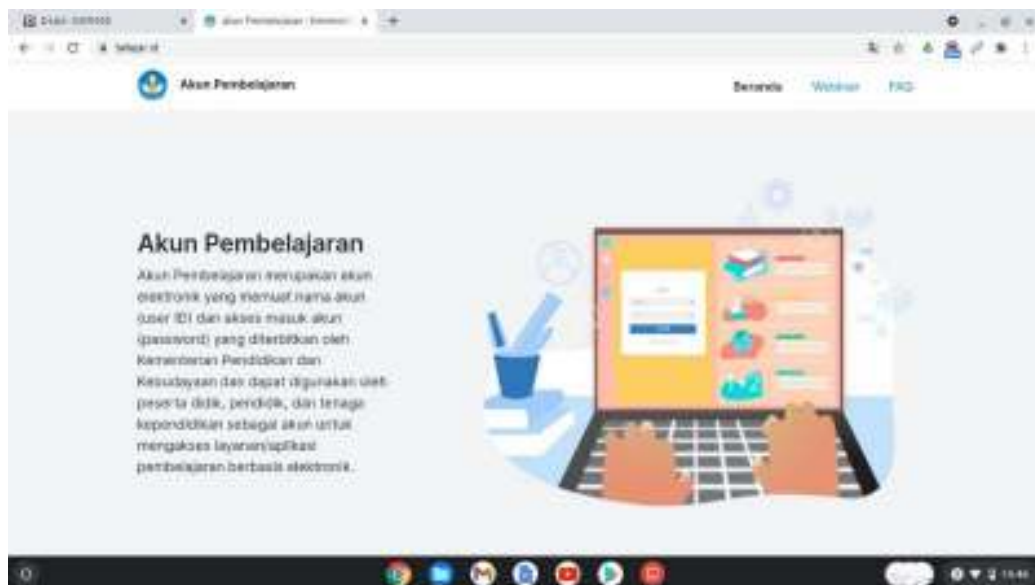 Akun Pembelajaran
Beranda Webinar FAQ
Akun Pembelajaran
Akun Pembelajaran merupakan akun
elektronik yang memuat nama akun
(user ID) dan akses masuk akun
(password) yang diterbitkan oleh
Kementerian Pendidikan dan
Kebudayaan dan dapat digunakan oleh
peserta didik, pendidik, dan tenaga
kependidikan sebagai akun untuk
mengakses layanan/aplikasi
pembelajaran berbasis elektronik.